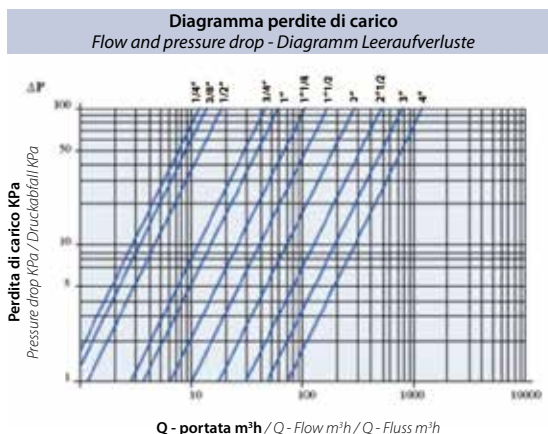 Diagramma perdite di carico
Flow and pressure drop - Diagramm Leeraufverluste
ΔP
1/4" 3/8" 1/2" 3/4" 1" 1"1/4 1"1/2 3" 2"1/2 3" 4"
100
50
10
5
1
Perdita di carico KPa
Pressure drop KPa / Druckabfall KPa
10 100 1000 10000
Q - portata m³h / Q - Flow m³h / Q - Fluss m³h